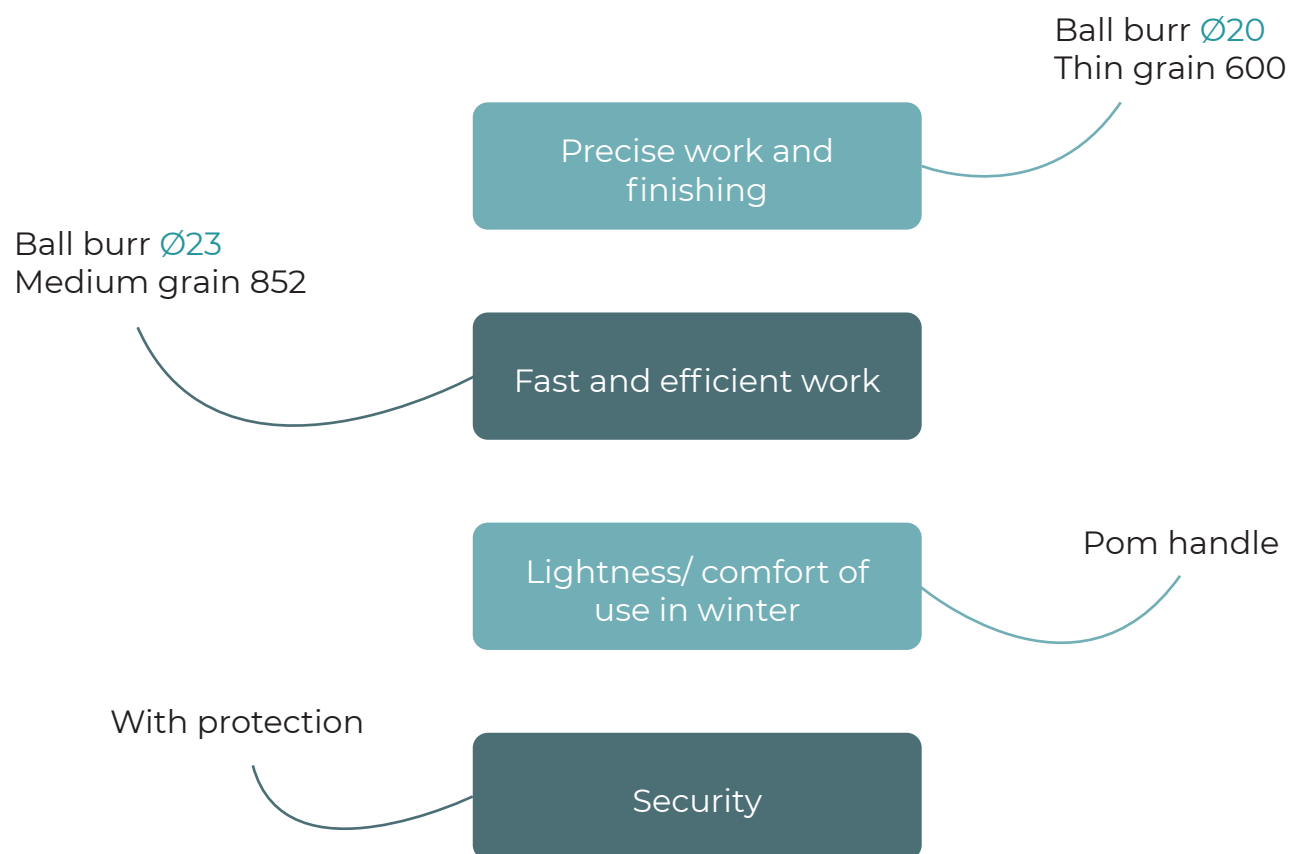 Ball burr Ø20
Thin grain 600
Precise work and
finishing
Ball burr Ø23
Medium grain 852
Fast and efficient work
Lightness/ comfort of
use in winter
Pom handle
With protection
Security